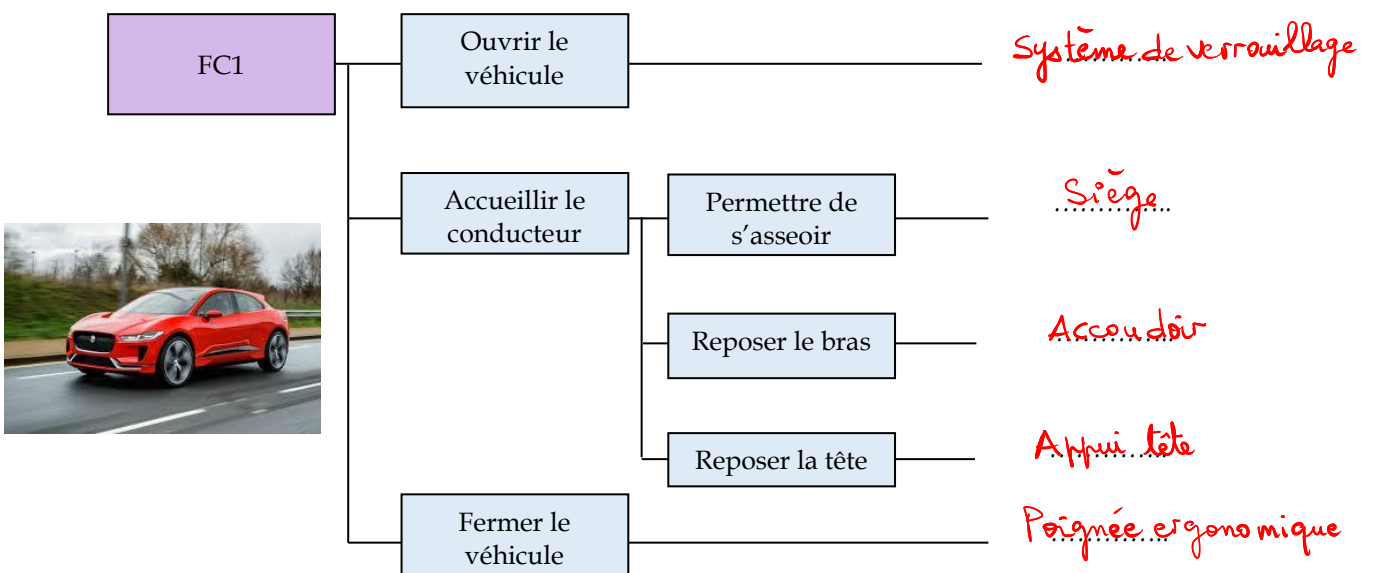 FC1
Ouvrir le
véhicule
Système de verrouillage
Accueillir le
conducteur
Permettre de
s’asseoir
Siège
Reposer le bras
Accoudoir
Reposer la tête
Appui tête
Fermer le
véhicule
Poignée ergonomique